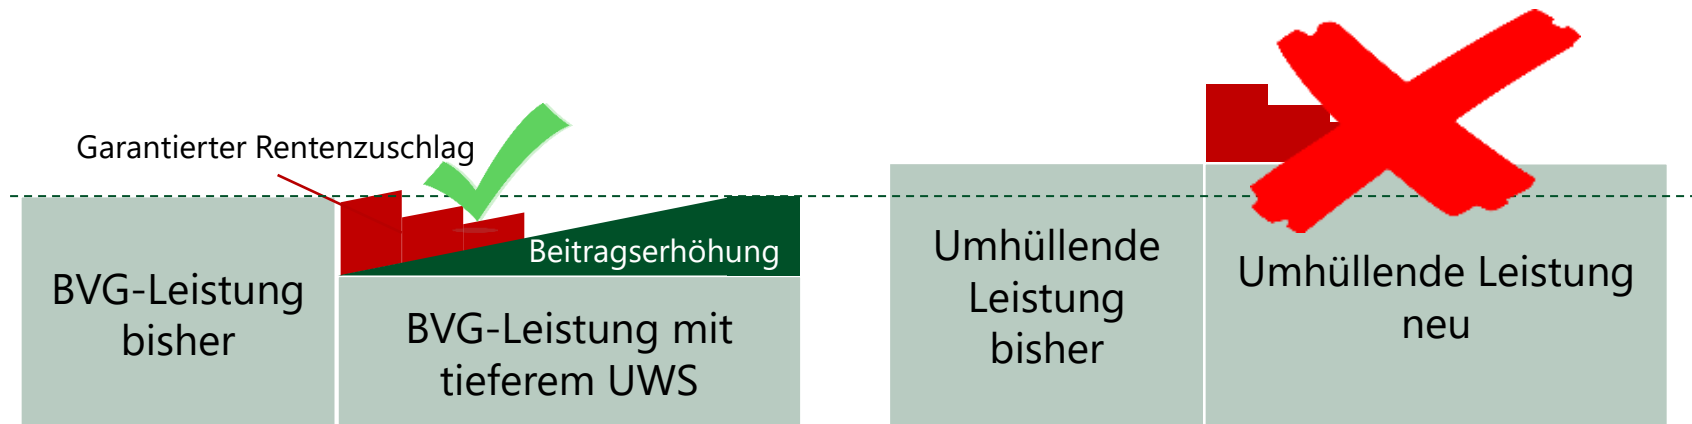 Garantierter Rentenzuschlag
Beitragserhöhung
BVG-Leistung
bisher
BVG-Leistung mit
tieferem UWS
Umhüllende
Leistung
bisher
Umhüllende Leistung
neu